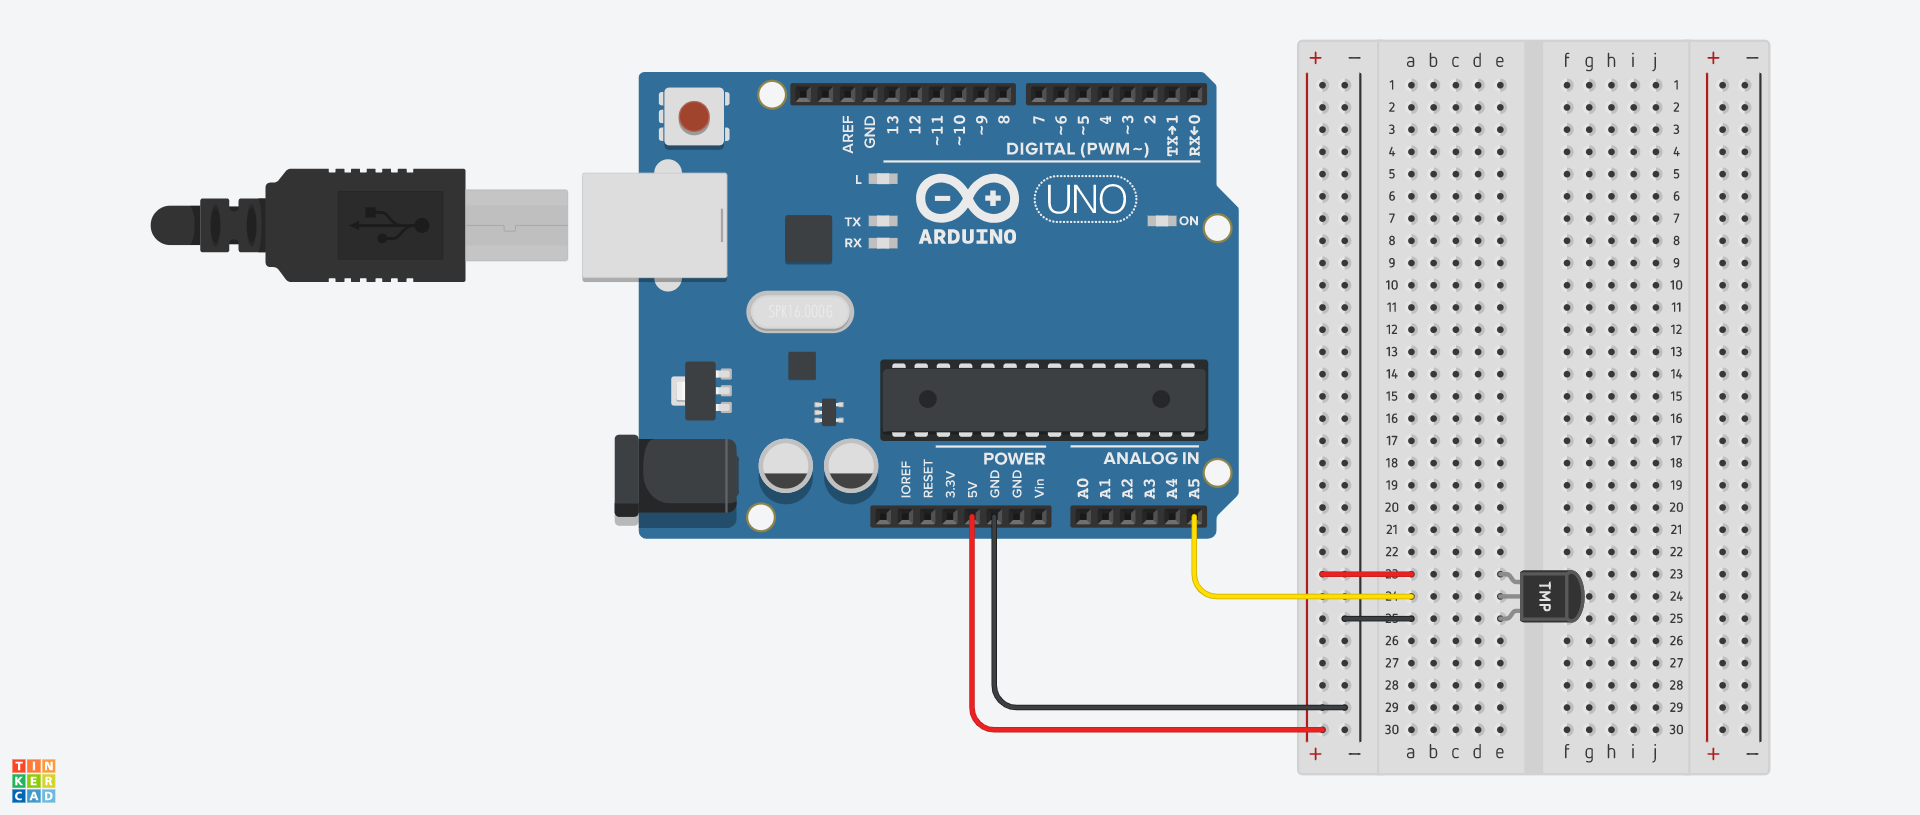 AREF
GND
13
12
~11
~10
~9
8
7
~6
~5
4
~3
2
TX→1
RX←0
DIGITAL (PWM~)
L
TX
RX
ARDUINO
UNO
ON
SPK16.000G
POWER
ANALOG IN
IOREF
RESET
3.3V
5V
GND
GND
Vin
A0
A1
A2
A3
A4
A5
+ − a b c d e f g h i j + −
1 1
2 2
3 3
4 4
5 5
6 6
7 7
8 8
9 9
10 10
11 11
12 12
13 13
14 14
15 15
16 16
17 17
18 18
19 19
20 20
21 21
22 22
23 23
24 24
25 25
TMP
26 26
27 27
28 28
29 29
30 30
+ − a b c d e f g h i j + −
TIN
KER
CAD